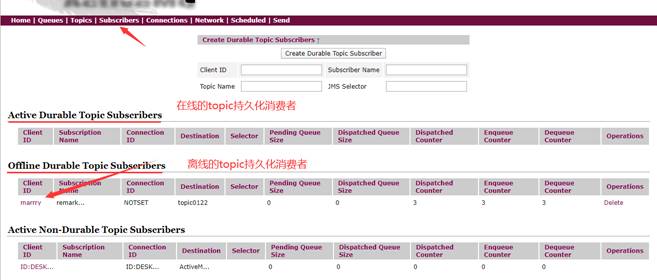 Home | Queues | Topics | Subscribers | Connections | Network | Scheduled | Send
Create Durable Topic Subscriber ↑
Create Durable Topic Subscriber
Client ID Subscriber Name
Topic Name JMS Selector
在线的topic持久化消费者
Active Durable Topic Subscribers
Client ID Subscription Name Connection ID Destination Selector Pending Queue Size Dispatched Queue Size Dispatched Counter Enqueue Counter Dequeue Counter Operations
离线的topic持久化消费者
Offline Durable Topic Subscribers
Client ID Subscription Name Connection ID Destination Selector Pending Queue Size Dispatched Queue Size Dispatched Counter Enqueue Counter Dequeue Counter Operations
marrry remark... NOTSET topic0122 0 0 3 3 3 Delete
Active Non-Durable Topic Subscribers
Client ID Subscription Name Connection ID Destination Selector Pending Queue Size Dispatched Queue Size Dispatched Counter Enqueue Counter Dequeue Counter Operations
ID:DESK... ID:DESK... ActiveM... 0 0 0 0 0